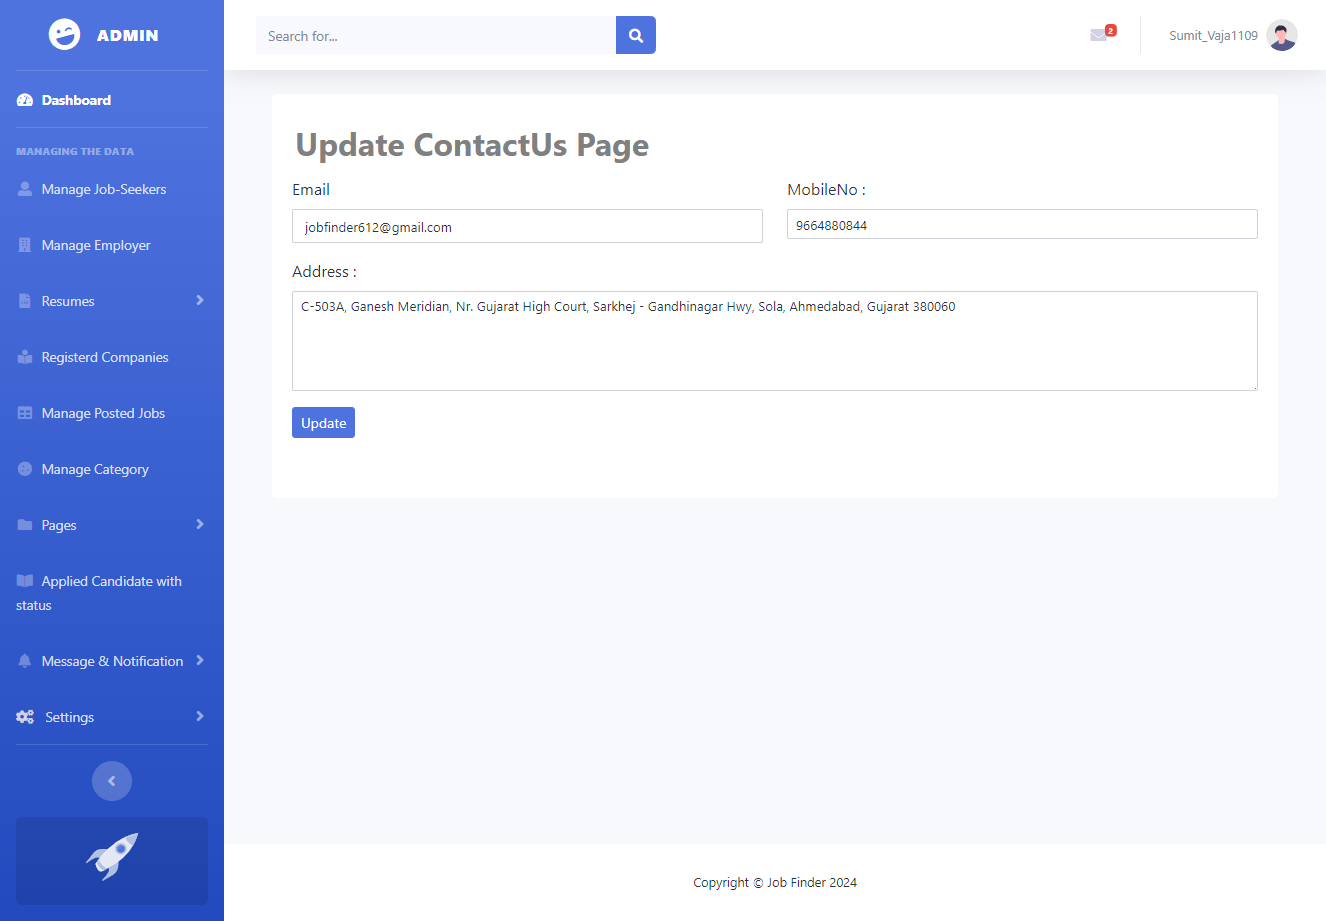 ADMIN
Search for...
2
Sumit_Vaja1109
Dashboard
MANAGING THE DATA
Manage Job-Seekers
Manage Employer
Resumes
Registerd Companies
Manage Posted Jobs
Manage Category
Pages
Applied Candidate with
status
Message & Notification
Settings
Update ContactUs Page
Email
MobileNo :
jobfinder612@gmail.com
9664880844
Address :
C-503A, Ganesh Meridian, Nr. Gujarat High Court, Sarkhej - Gandhinagar Hwy, Sola, Ahmedabad, Gujarat 380060
Update
Copyright © Job Finder 2024